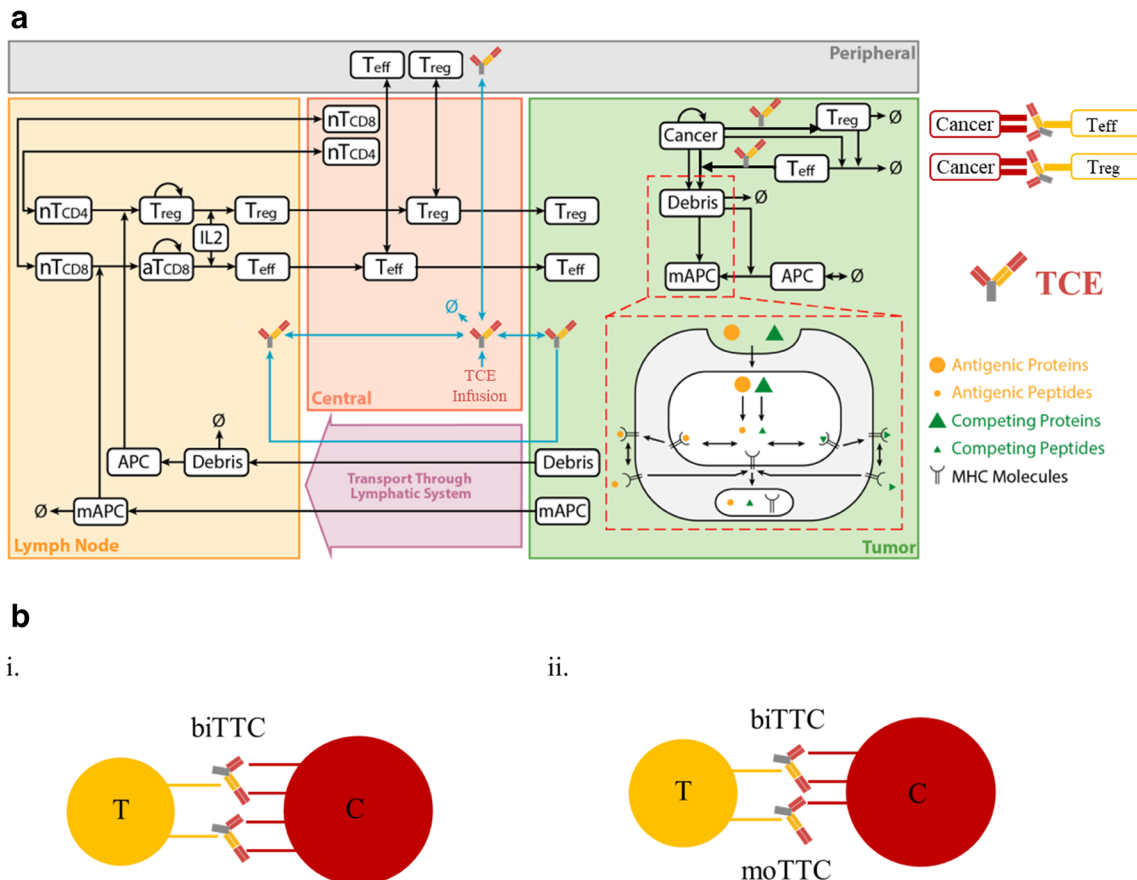 a
Peripheral
Teff
Treg
nTCD8
nTCD4
nTCD4
Treg
IL2
Treg
Treg
Treg
nTCD8
aTCD8
Teff
Teff
Teff
Ø
TCE
Infusion
Central
Ø
APC
Debris
Debris
Transport Through
Lymphatic System
Ø
mAPC
mAPC
Lymph Node
Cancer
Treg
Ø
Teff
Ø
Debris
Ø
mAPC
APC
Ø
Tumor
Cancer
Teff
Cancer
Treg
TCE
Antigenic Proteins
Antigenic Peptides
Competing Proteins
Competing Peptides
MHC Molecules
b
i.
biTTC
T
C
ii.
biTTC
T
C
moTTC